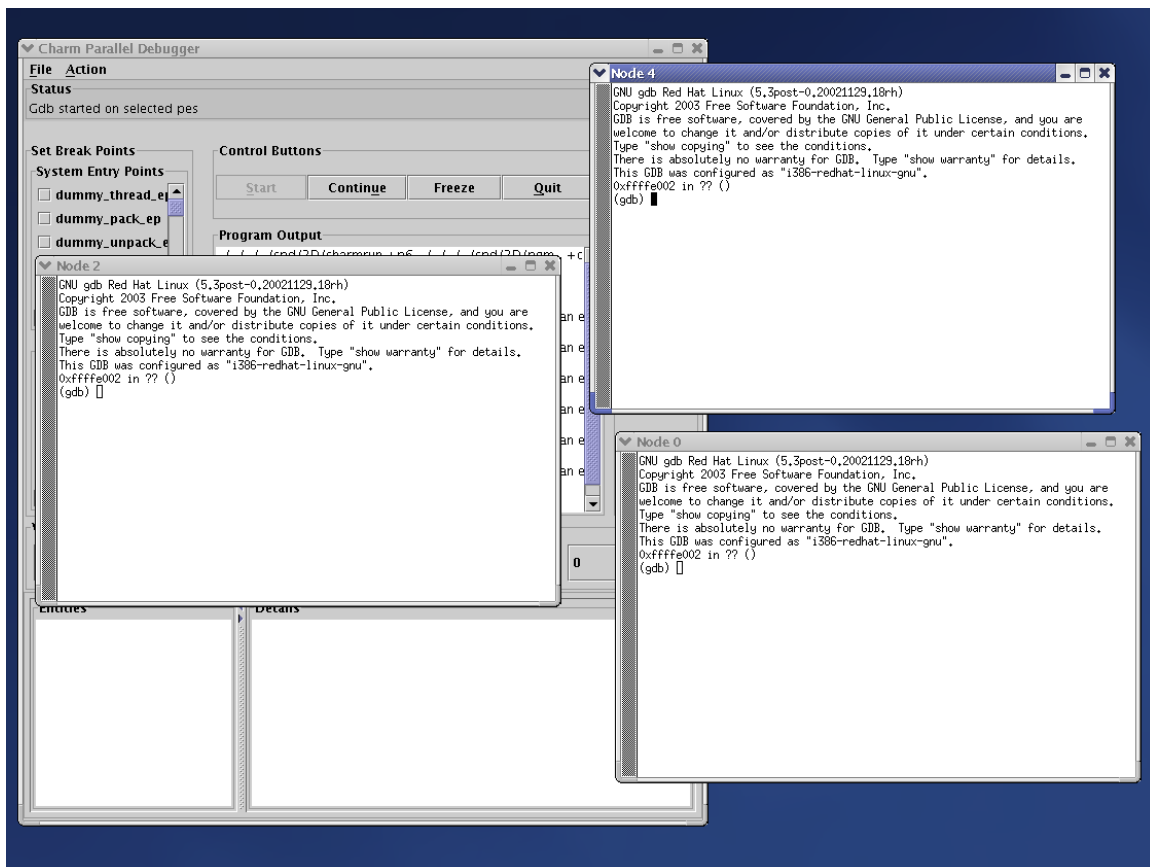 Charm Parallel Debugger
File Action
Status
Gdb started on selected pes
Set Break Points
System Entry Points
dummy_thread_ep
dummy_pack_ep
dummy_unpack_e
Control Buttons
Start Continue Freeze Quit
Program Output
+c
an e
an e
an e
an e
an e
an e
0
Entities
Details
Node 2
GNU gdb Red Hat Linux (5.3post-0.20021129.18rh)
Copyright 2003 Free Software Foundation, Inc.
GDB is free software, covered by the GNU General Public License, and you are
welcome to change it and/or distribute copies of it under certain conditions.
Type "show copying" to see the conditions.
There is absolutely no warranty for GDB.  Type "show warranty" for details.
This GDB was configured as "i386-redhat-linux-gnu".
0xffffe002 in ?? ()
(gdb)
Node 4
GNU gdb Red Hat Linux (5.3post-0.20021129.18rh)
Copyright 2003 Free Software Foundation, Inc.
GDB is free software, covered by the GNU General Public License, and you are
welcome to change it and/or distribute copies of it under certain conditions.
Type "show copying" to see the conditions.
There is absolutely no warranty for GDB.  Type "show warranty" for details.
This GDB was configured as "i386-redhat-linux-gnu".
0xffffe002 in ?? ()
(gdb)
Node 0
GNU gdb Red Hat Linux (5.3post-0.20021129.18rh)
Copyright 2003 Free Software Foundation, Inc.
GDB is free software, covered by the GNU General Public License, and you are
welcome to change it and/or distribute copies of it under certain conditions.
Type "show copying" to see the conditions.
There is absolutely no warranty for GDB.  Type "show warranty" for details.
This GDB was configured as "i386-redhat-linux-gnu".
0xffffe002 in ?? ()
(gdb)